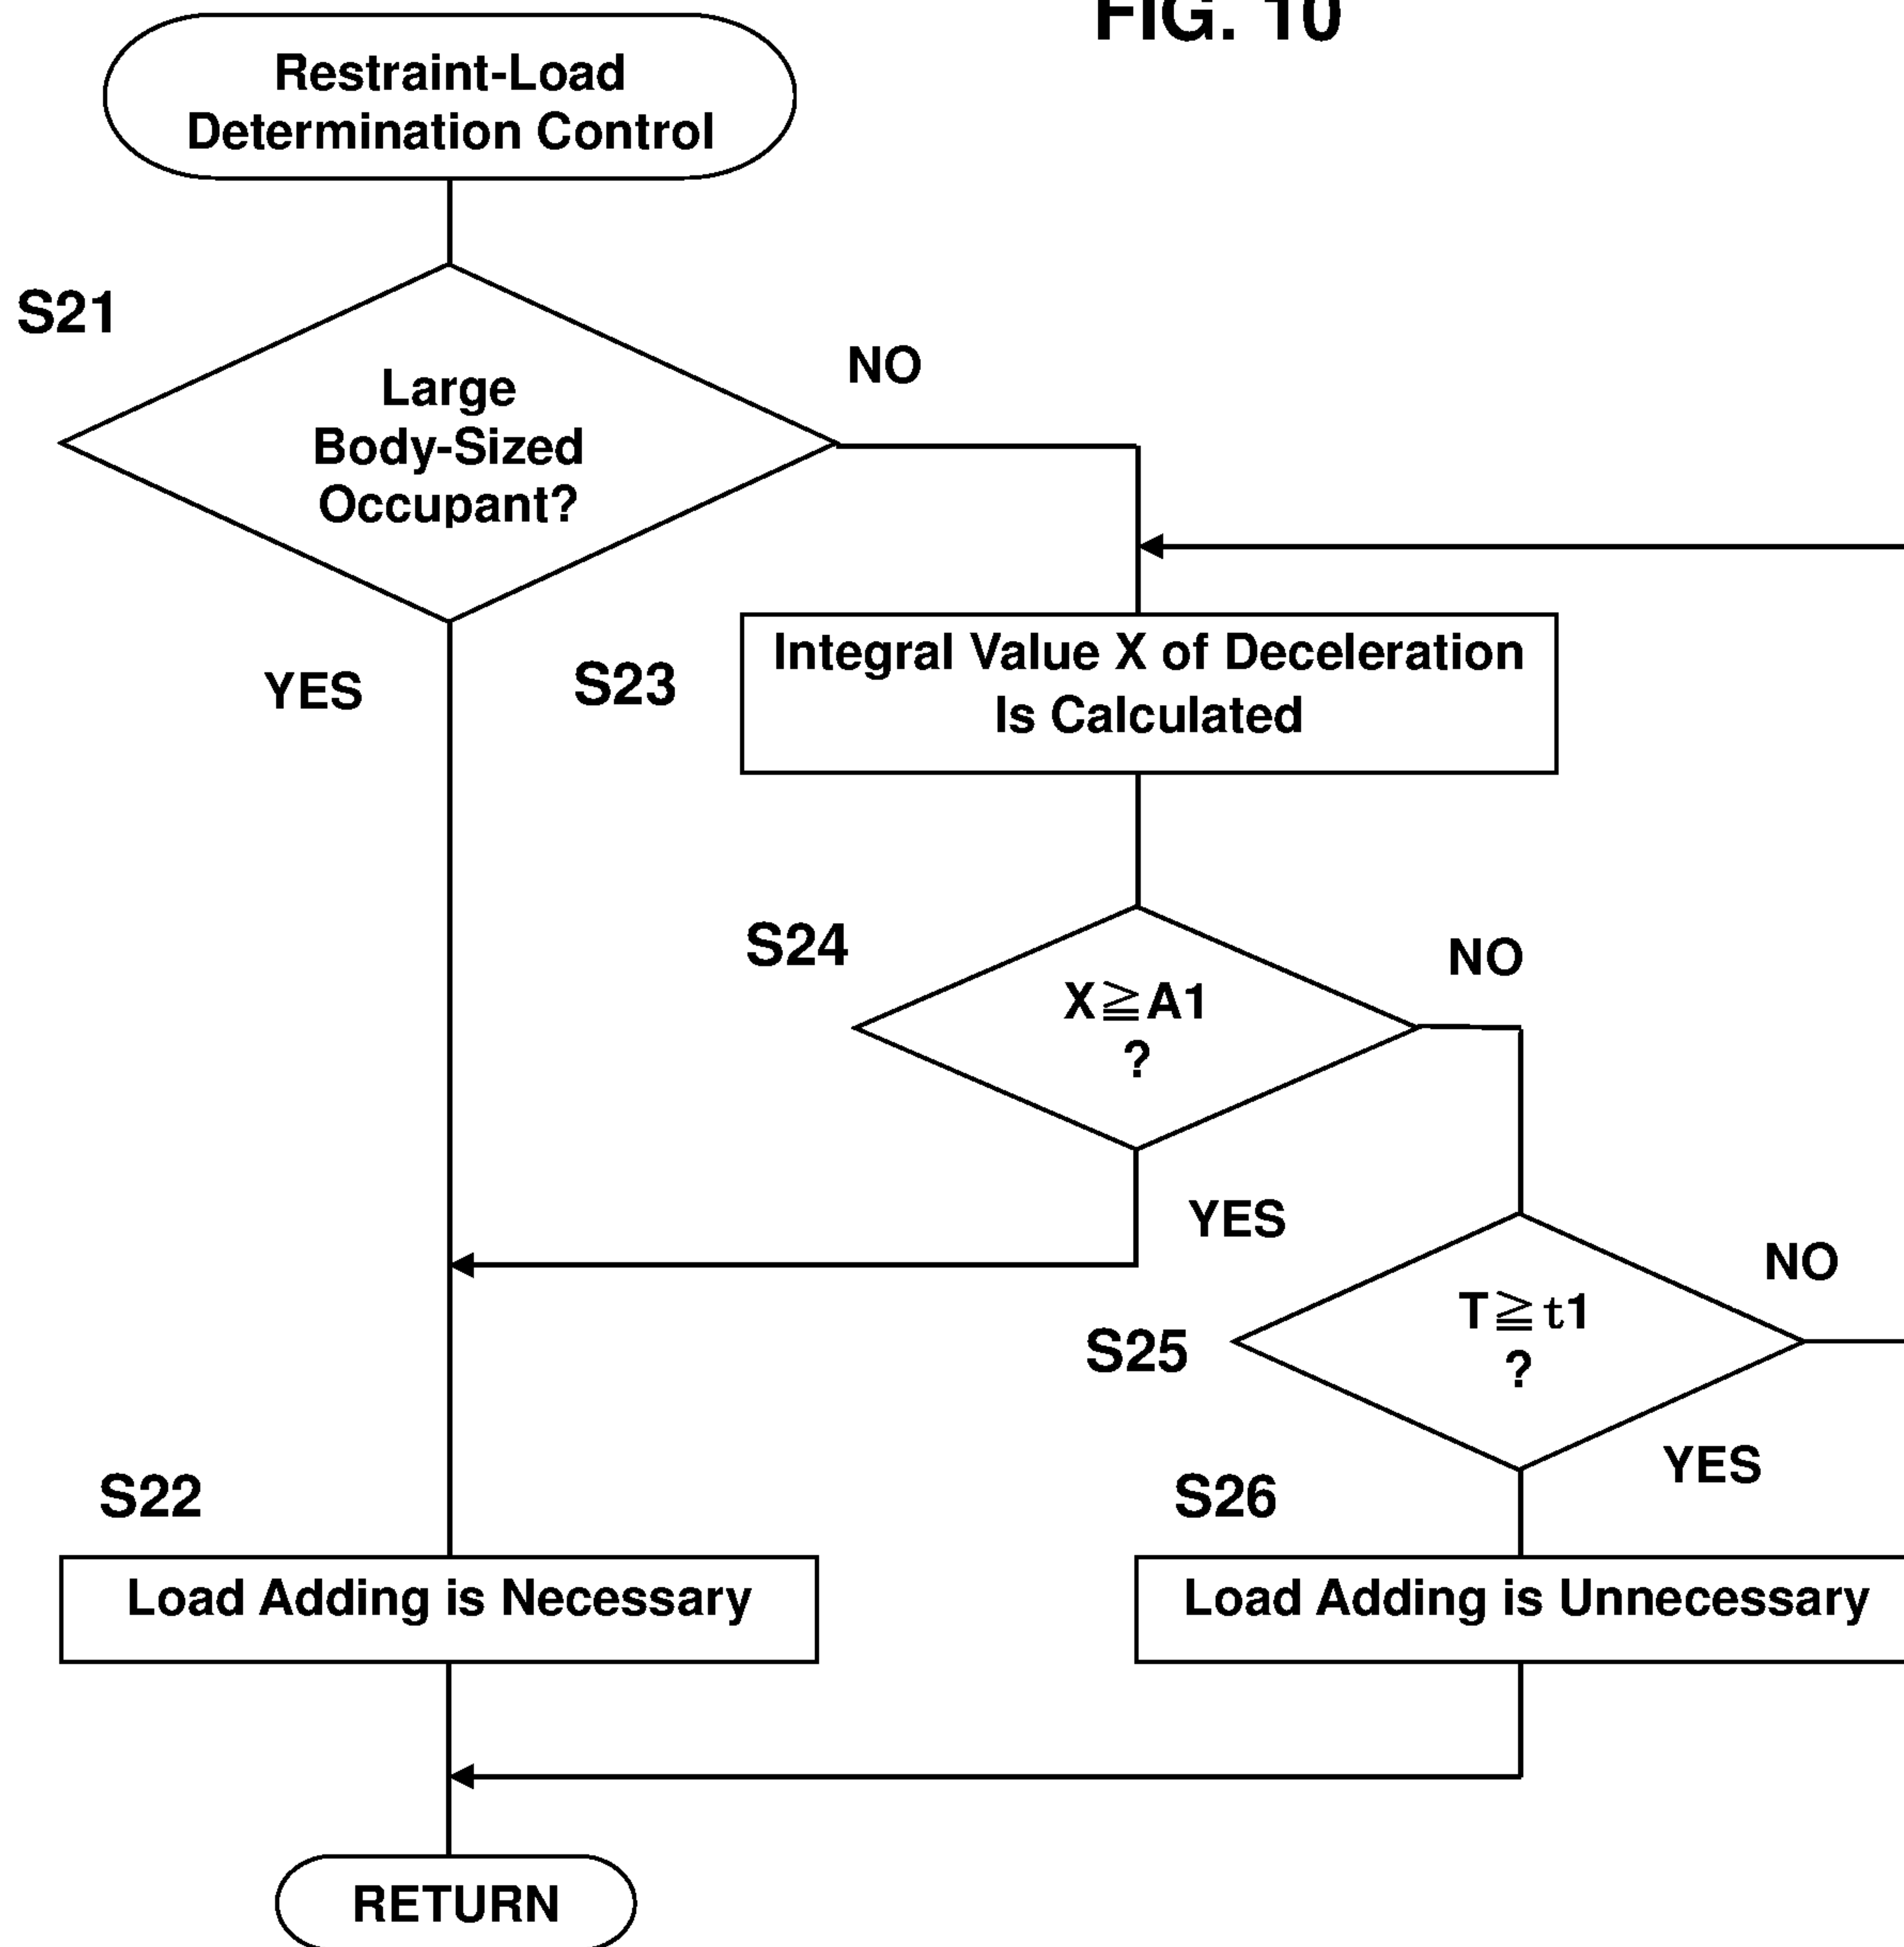 FIG. 10
Restraint-Load
Determination Control
S21
Large
Body-Sized
Occupant?
NO
YES
S23
Integral Value X of Deceleration
Is Calculated
S24
X≧A1
?
NO
YES
S25
T≧t1
?
NO
YES
S22
Load Adding is Necessary
S26
Load Adding is Unnecessary
RETURN